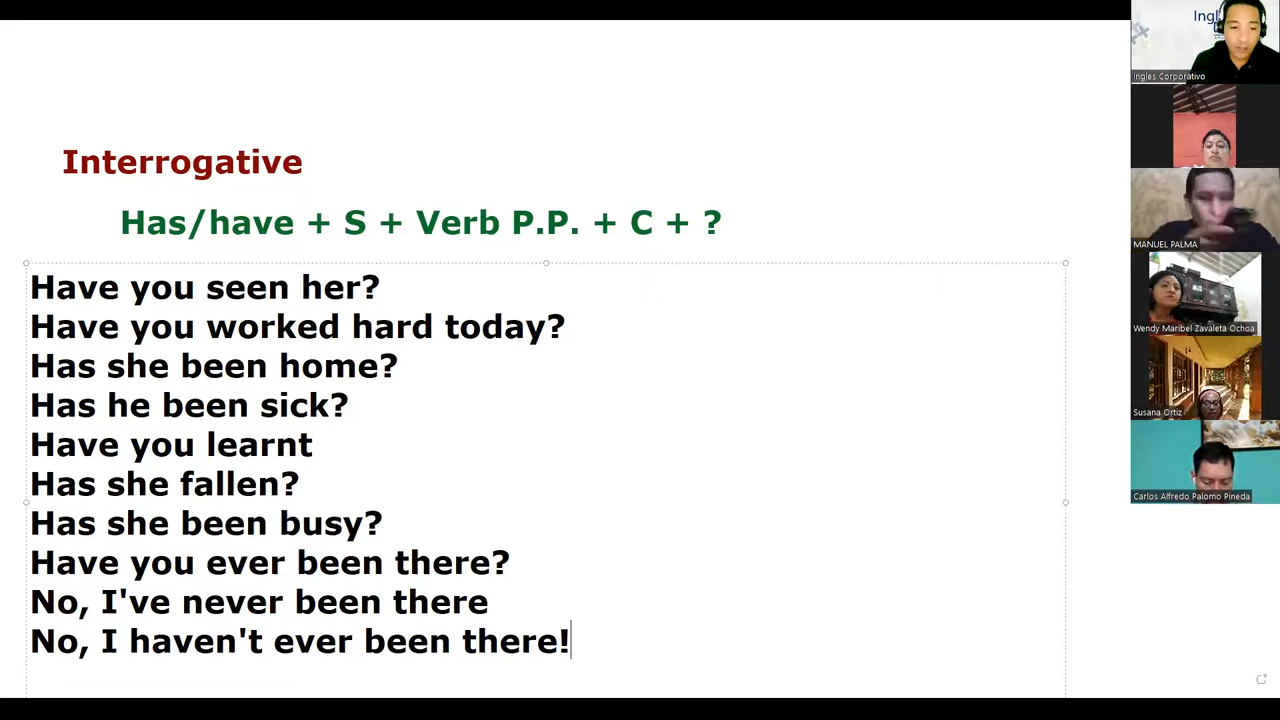 Interrogative
Has/have + S + Verb P.P. + C + ?
Have you seen her?
Have you worked hard today?
Has she been home?
Has he been sick?
Have you learnt
Has she fallen?
Has she been busy?
Have you ever been there?
No, I've never been there
No, I haven't ever been there!
Ingles Corporativo
MANUEL PALMA
Wendy Maribel Zavaleta Ochoa
Susana Ortiz
Carlos Alfredo Palomo Pineda